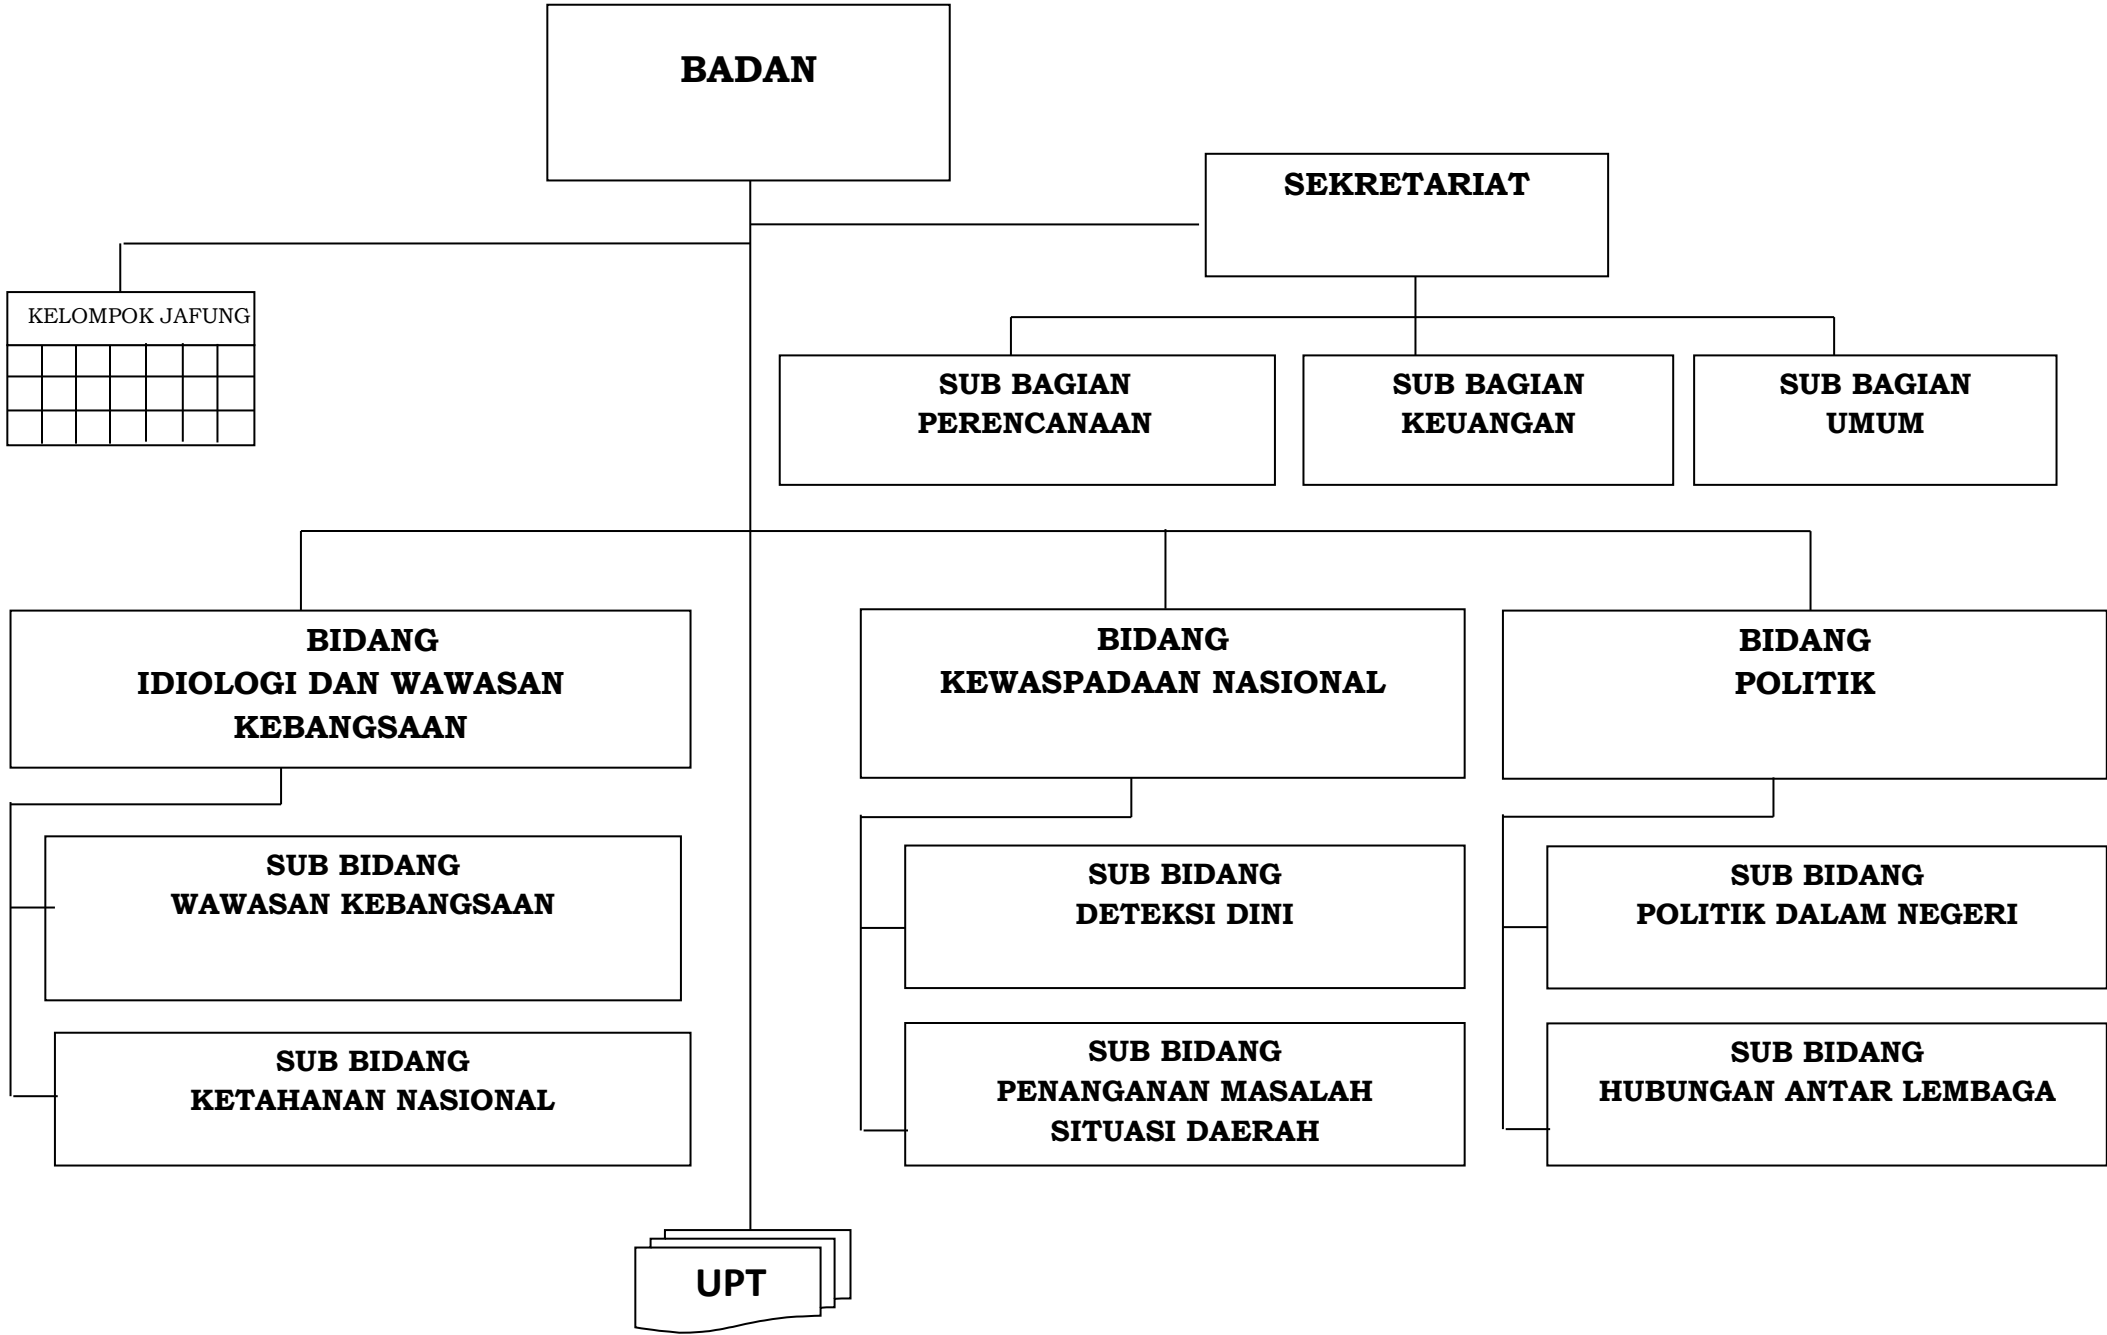 BADAN
SEKRETARIAT
KELOMPOK JAFUNG
SUB BAGIAN
PERENCANAAN
SUB BAGIAN
KEUANGAN
SUB BAGIAN
UMUM
BIDANG
IDIOLOGI DAN WAWASAN
KEBANGSAAN
BIDANG
KEWASPADAAN NASIONAL
BIDANG
POLITIK
SUB BIDANG
WAWASAN KEBANGSAAN
SUB BIDANG
DETEKSI DINI
SUB BIDANG
POLITIK DALAM NEGERI
SUB BIDANG
KETAHANAN NASIONAL
SUB BIDANG
PENANGANAN MASALAH
SITUASI DAERAH
SUB BIDANG
HUBUNGAN ANTAR LEMBAGA
UPT